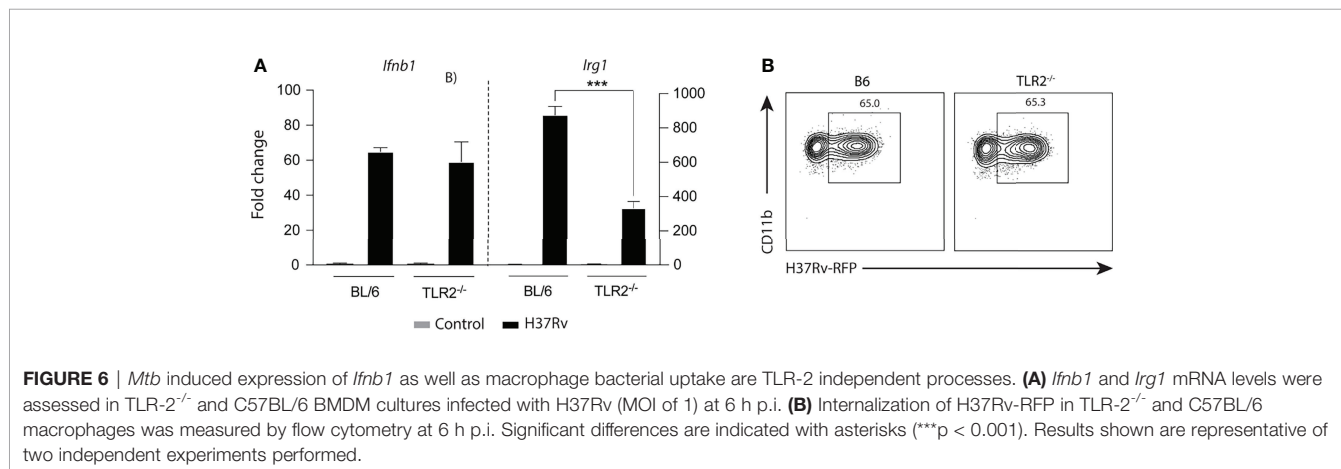 A
Ifnb1
B)
Irg1
***
Fold change
100
80
60
40
20
0
1000
800
600
400
200
0
BL/6
TLR2-/-
BL/6
TLR2-/-
Control
H37Rv
B
B6
TLR2-/-
65.0
65.3
CD11b
H37Rv-RFP
FIGURE 6 | Mtb induced expression of Ifnb1 as well as macrophage bacterial uptake are TLR-2 independent processes. (A) Ifnb1 and Irg1 mRNA levels were
assessed in TLR-2-/- and C57BL/6 BMDM cultures infected with H37Rv (MOI of 1) at 6 h p.i. (B) Internalization of H37Rv-RFP in TLR-2-/- and C57BL/6
macrophages was measured by flow cytometry at 6 h p.i. Significant differences are indicated with asterisks (***p < 0.001). Results shown are representative of
two independent experiments performed.